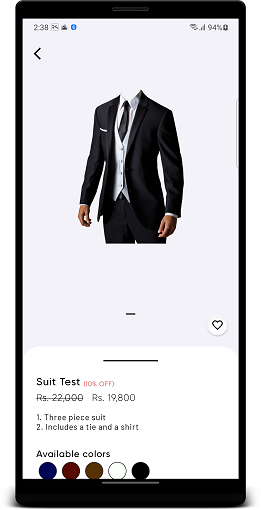 2:38
94%
Suit Test (10% OFF)
Rs. 22,000 Rs. 19,800
1. Three piece suit
2. Includes a tie and a shirt
Available colors